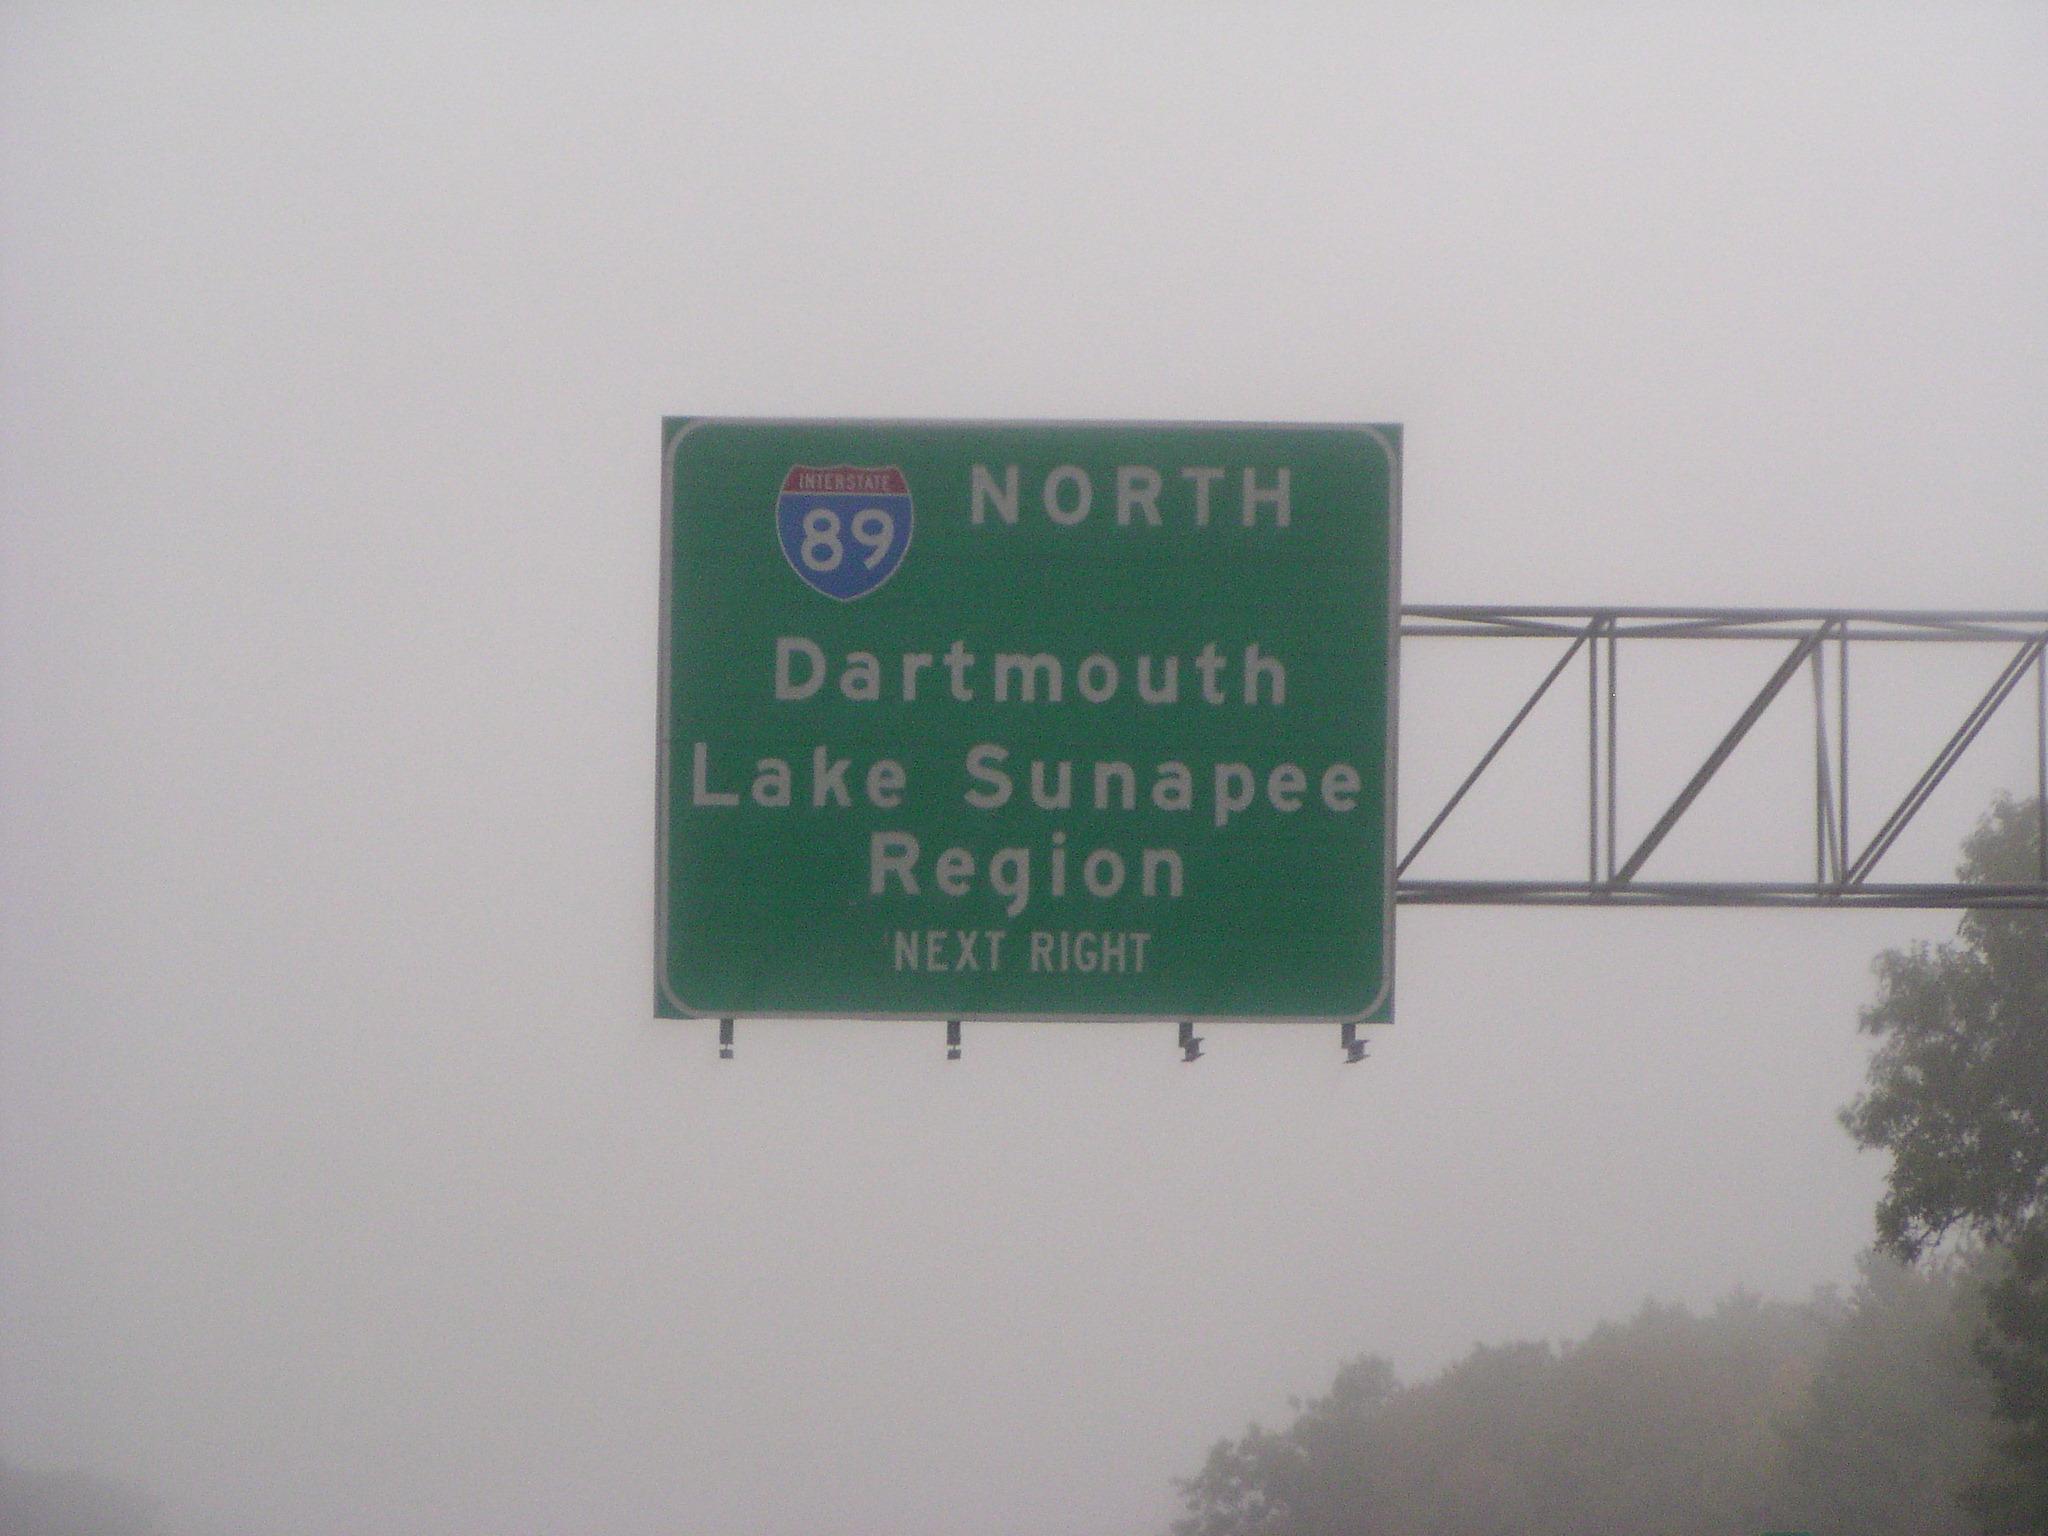 INTERSTATE
89 NORTH
Dartmouth
Lake Sunapee
Region
NEXT RIGHT